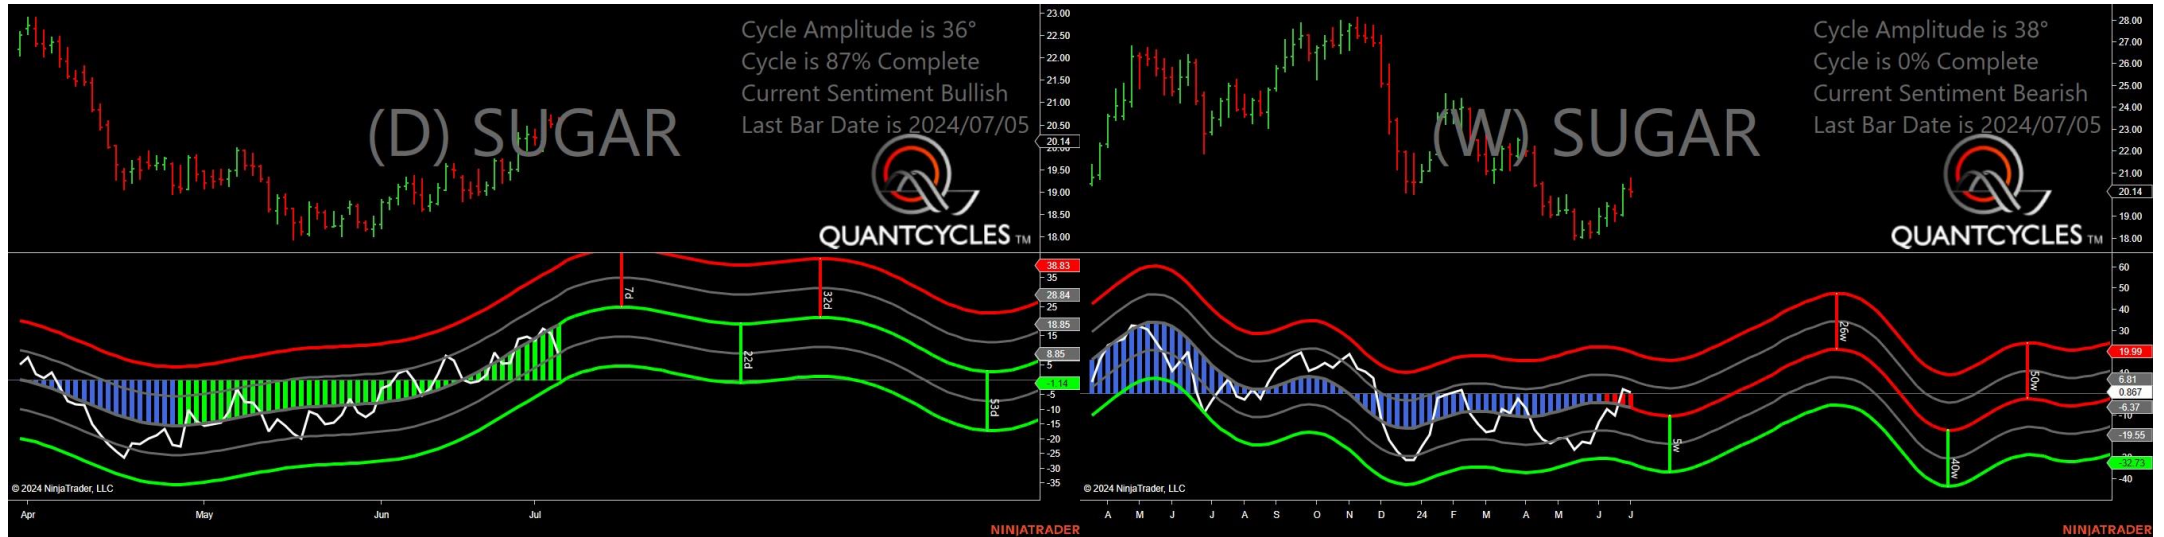 Cycle Amplitude is 36°
Cycle is 87% Complete
Current Sentiment Bullish
Last Bar Date is 2024/07/05
(D) SUGAR
QUANTCYCLES TM
23.00
22.50
22.00
21.50
21.00
20.50
20.14
19.50
19.00
18.50
18.00
38.83
35
28.84
25
18.85
15
8.85
5
-1.14
-5
-10
-15
-20
-25
-30
-35
7d
32d
22d
53d
© 2024 NinjaTrader, LLC
Apr May Jun Jul
NINJATRADER
Cycle Amplitude is 38°
Cycle is 0% Complete
Current Sentiment Bearish
Last Bar Date is 2024/07/05
(W) SUGAR
QUANTCYCLES TM
28.00
27.00
26.00
25.00
24.00
23.00
22.00
21.00
20.14
19.00
18.00
60
50
40
30
19.99
6.81
0.867
-6.37
-19.55
-32.73
-40
26w
50w
5w
40w
© 2024 NinjaTrader, LLC
A M J J A S O N D 24 F M A M J J
NINJATRADER